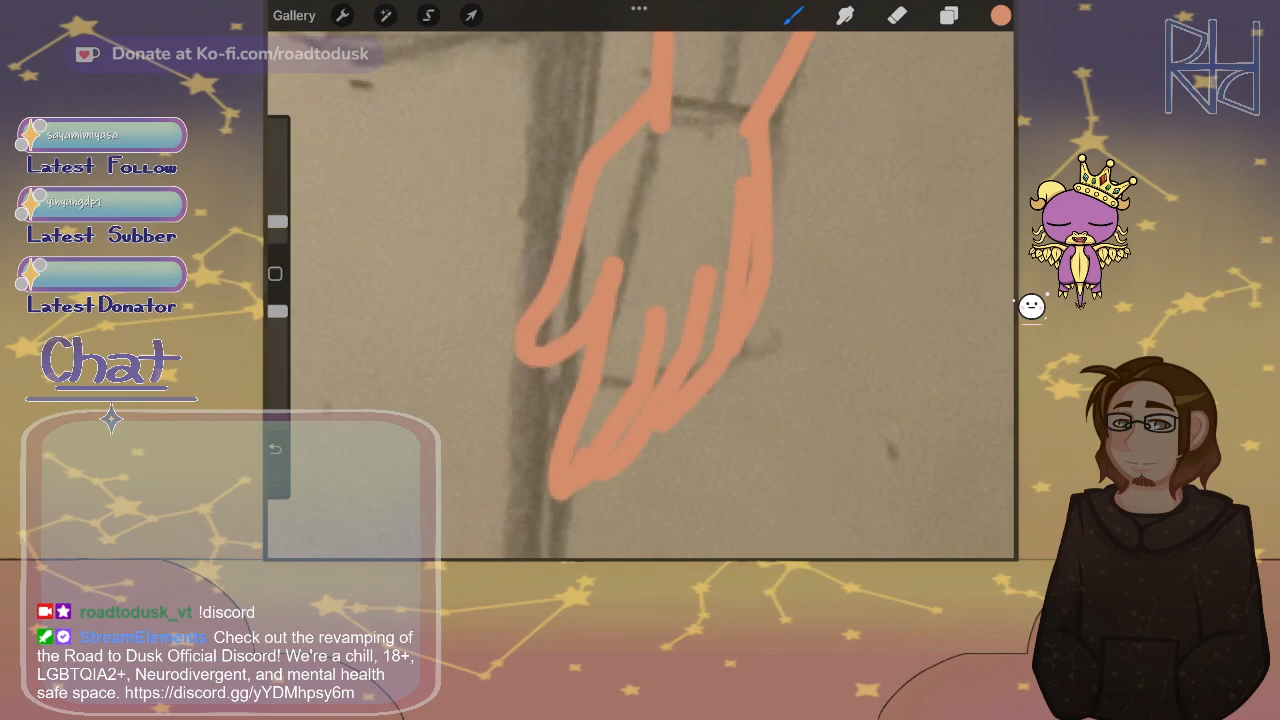 Gallery
Donate at Ko-fi.com/roadtodusk
sayamimiyasa
Latest Follow
yinyangdp1
Latest Subber
Latest Donator
Chat
roadtodusk_vt !discord
StreamElements Check out the revamping of
the Road to Dusk Official Discord! We're a chill, 18+,
LGBTQIA2+, Neurodivergent, and mental health
safe space. https://discord.gg/yYDMhpsy6m